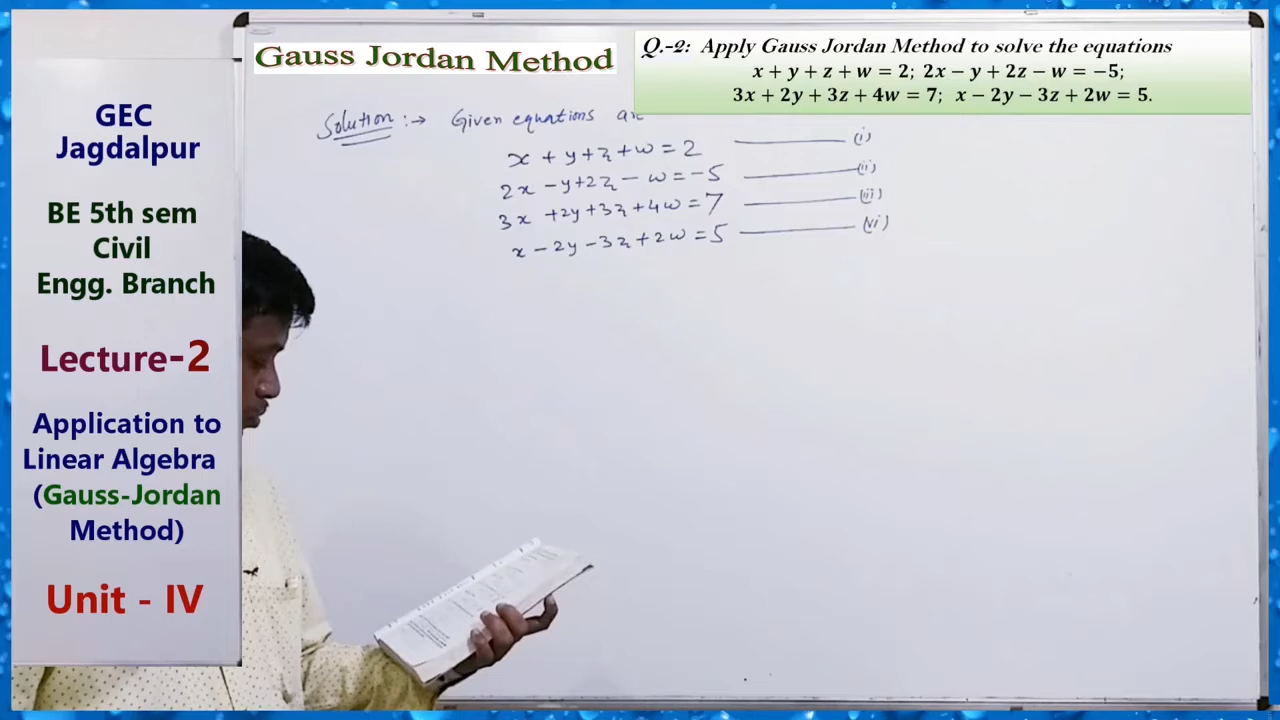 GEC
Jagdalpur
BE 5th sem
Civil
Engg. Branch
Lecture-2
Application to
Linear Algebra
(Gauss-Jordan
Method)
Unit - IV
Gauss Jordan Method
Q.-2: Apply Gauss Jordan Method to solve the equations
x + y + z + w = 2; 2x − y + 2z − w = −5;
3x + 2y + 3z + 4w = 7; x − 2y − 3z + 2w = 5.
Solution :→ Given equations are
x + y + z + w = 2 ——— (i)
2x − y + 2z − w = −5 ——— (ii)
3x + 2y + 3z + 4w = 7 ——— (iii)
x − 2y − 3z + 2w = 5 ——— (vi)